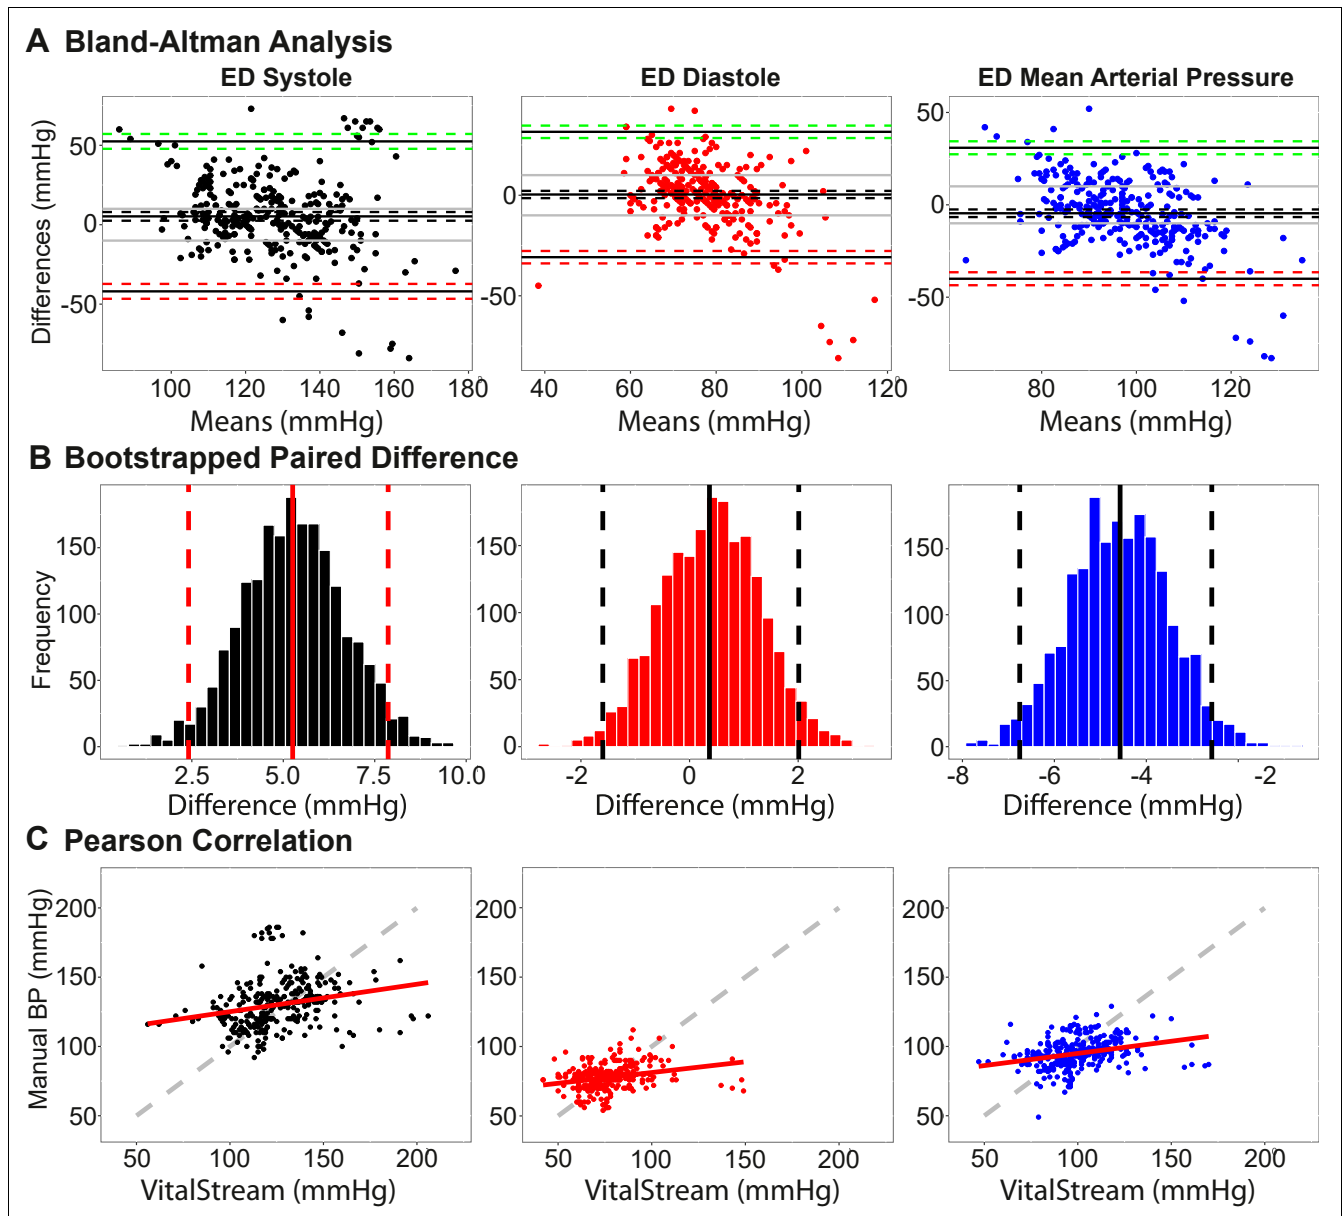 A Bland-Altman Analysis
ED Systole ED Diastole ED Mean Arterial Pressure
Differences (mmHg)
50 0 -50
50 0 -50
50 0 -50
100 120 140 160 180
40 60 80 100 120
80 100 120
Means (mmHg) Means (mmHg) Means (mmHg)
B Bootstrapped Paired Difference
Frequency
150 100 50 0
150 100 50 0
150 100 50 0
2.5 5.0 7.5 10.0
-2 0 2
-8 -6 -4 -2
Difference (mmHg) Difference (mmHg) Difference (mmHg)
C Pearson Correlation
Manual BP (mmHg)
200 150 100 50
200 150 100 50
200 150 100 50
50 100 150 200
50 100 150 200
50 100 150 200
VitalStream (mmHg) VitalStream (mmHg) VitalStream (mmHg)